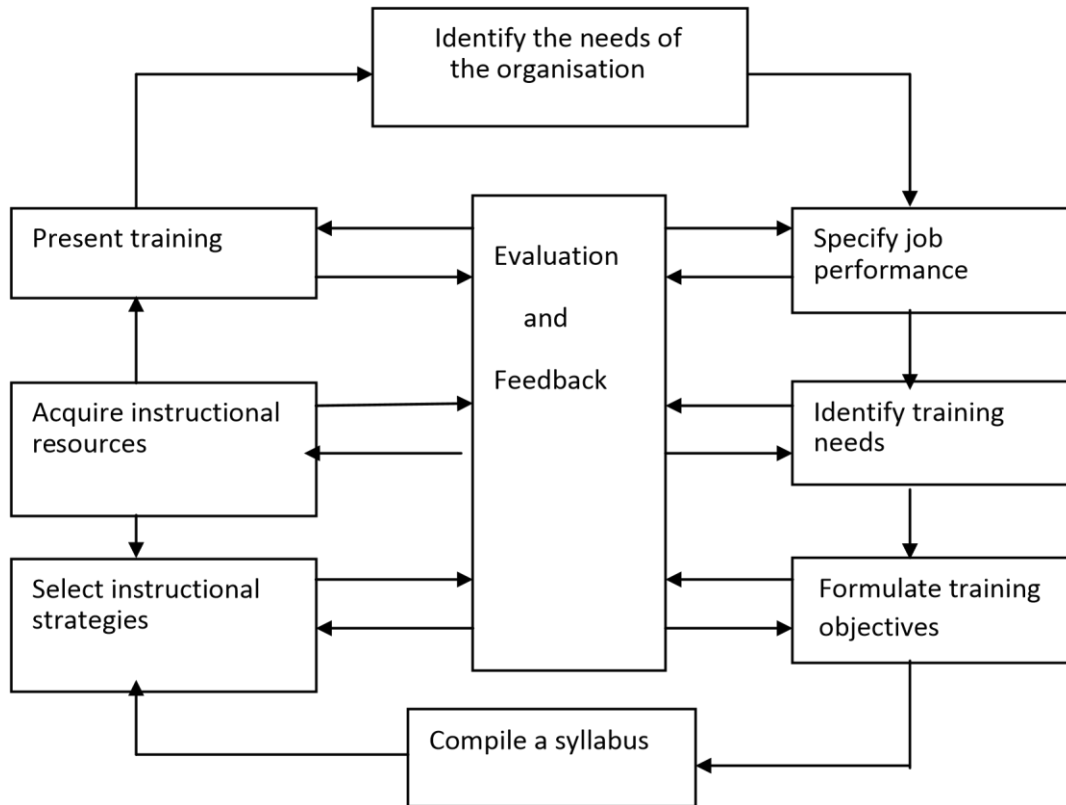 Identify the needs of
the organisation
Present training
Evaluation
and
Feedback
Specify job
performance
Acquire instructional
resources
Identify training
needs
Select instructional
strategies
Formulate training
objectives
Compile a syllabus